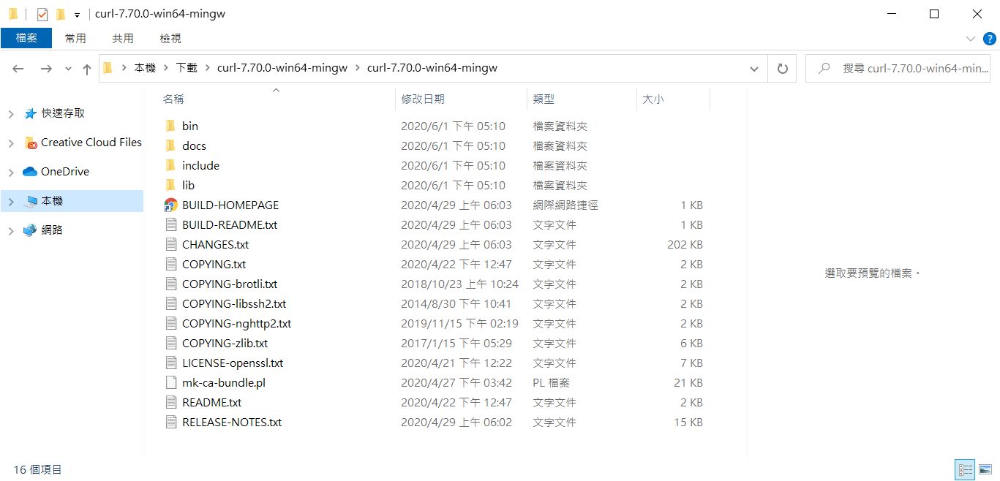 curl-7.70.0-win64-mingw
檔案 常用 共用 檢視
本機 下載 curl-7.70.0-win64-mingw curl-7.70.0-win64-mingw 搜尋 curl-7.70.0-win64-min...
快速存取
Creative Cloud Files
OneDrive
本機
網路
名稱 修改日期 類型 大小
bin 2020/6/1 下午 05:10 檔案資料夾
docs 2020/6/1 下午 05:10 檔案資料夾
include 2020/6/1 下午 05:10 檔案資料夾
lib 2020/6/1 下午 05:10 檔案資料夾
BUILD-HOMEPAGE 2020/4/29 上午 06:03 網際網路捷徑 1 KB
BUILD-README.txt 2020/4/29 上午 06:03 文字文件 1 KB
CHANGES.txt 2020/4/29 上午 06:03 文字文件 202 KB
COPYING.txt 2020/4/22 下午 12:47 文字文件 2 KB
COPYING-brotli.txt 2018/10/23 上午 10:24 文字文件 2 KB
COPYING-libssh2.txt 2014/8/30 下午 10:41 文字文件 2 KB
COPYING-nghttp2.txt 2019/11/15 下午 02:19 文字文件 2 KB
COPYING-zlib.txt 2017/1/15 下午 05:29 文字文件 6 KB
LICENSE-openssl.txt 2020/4/21 下午 12:22 文字文件 7 KB
mk-ca-bundle.pl 2020/4/27 下午 03:42 PL 檔案 21 KB
README.txt 2020/4/22 下午 12:47 文字文件 2 KB
RELEASE-NOTES.txt 2020/4/29 上午 06:02 文字文件 15 KB
選取要預覽的檔案。
16 個項目